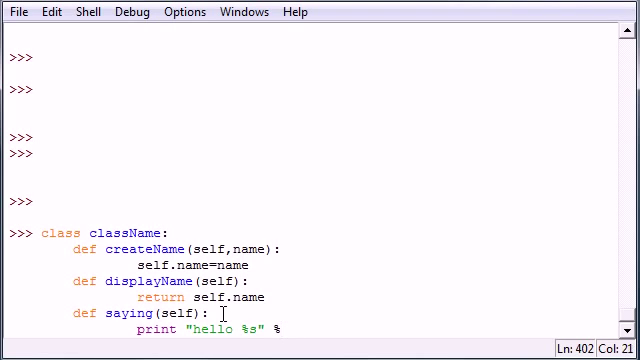 File Edit Shell Debug Options Windows Help
>>>
>>>
>>>
>>>
>>>
>>> class className:
def createName(self,name):
self.name=name
def displayName(self):
return self.name
def saying(self):
print "hello %s" %
Ln: 402 Col: 21